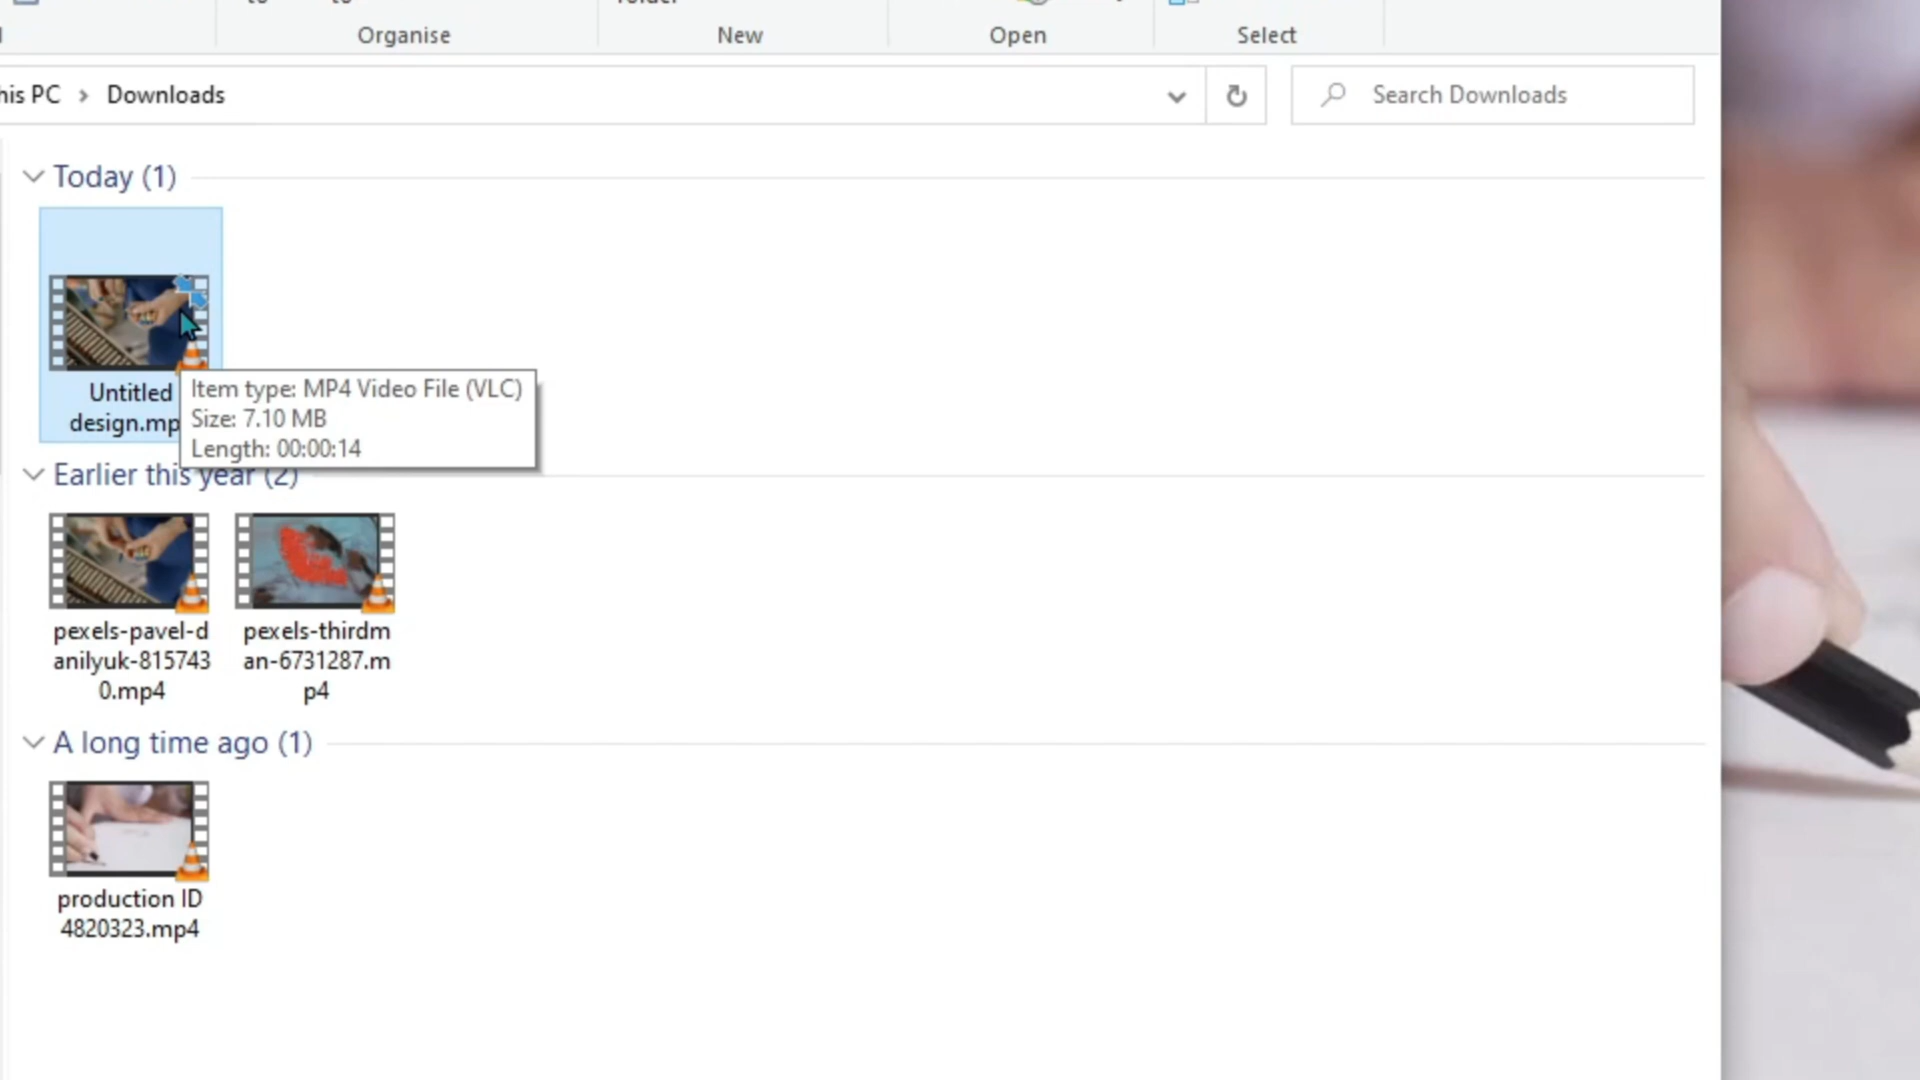 Organise
New
Open
Select
his PC > Downloads
Search Downloads
Today (1)
Untitled
design.mp
Item type: MP4 Video File (VLC)
Size: 7.10 MB
Length: 00:00:14
Earlier this year (2)
pexels-pavel-d
anilyuk-815743
0.mp4
pexels-thirdm
an-6731287.m
p4
A long time ago (1)
production ID
4820323.mp4